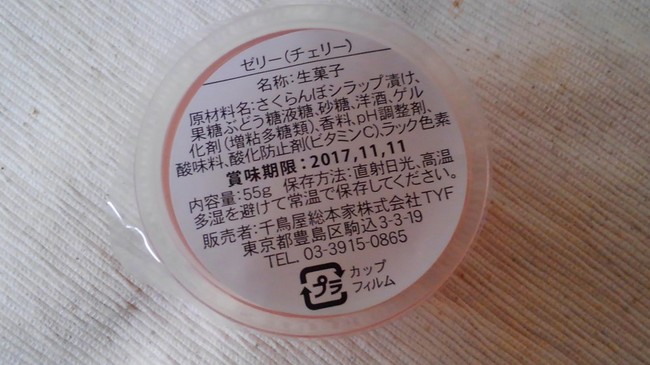 ゼリー(チェリー)
名称:生菓子
原材料名:さくらんぼシラップ漬け、
果糖ぶどう糖液糖、砂糖、洋酒、ゲル
化剤(増粘多糖類)、香料、pH調整剤、
酸味料、酸化防止剤(ビタミンC)、ラック色素
賞味期限:2017,11,11
内容量:55g 保存方法:直射日光、高温
多湿を避けて常温で保存してください。
販売者:千鳥屋総本家株式会社TYF
東京都豊島区駒込3-3-19
TEL. 03-3915-0865
プラ
カップ
フィルム